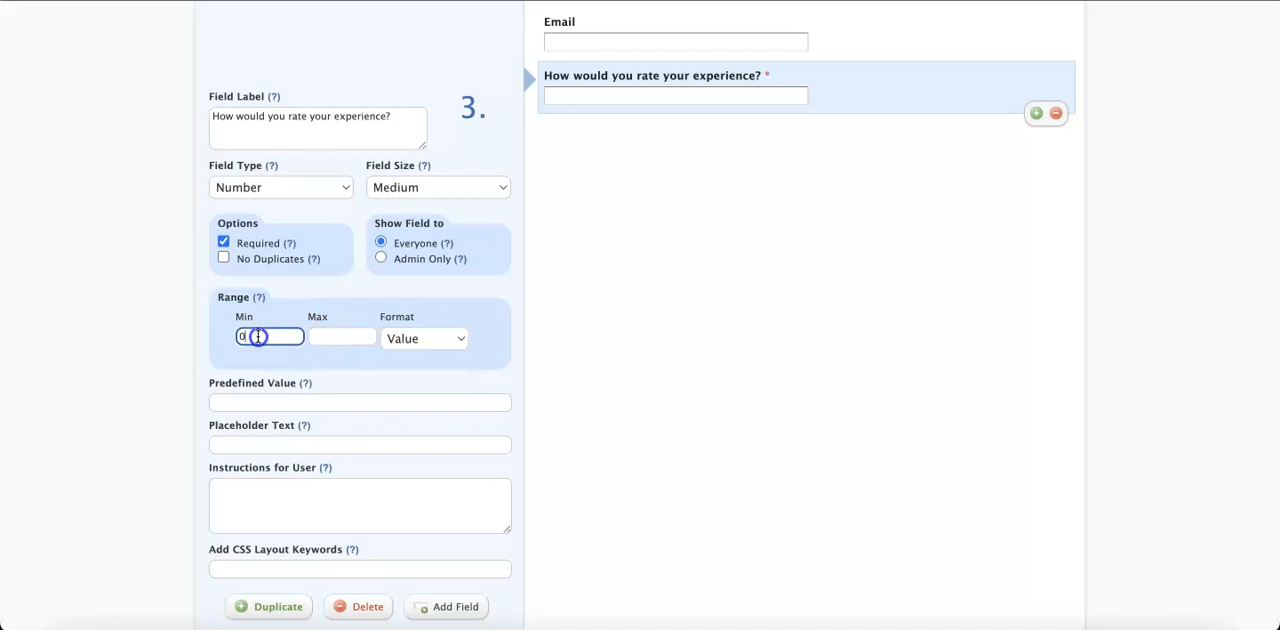 Email
How would you rate your experience? *
Field Label (?)
3.
How would you rate your experience?
Field Type (?)
Field Size (?)
Number
Medium
Options
Show Field to
Required (?)
Everyone (?)
No Duplicates (?)
Admin Only (?)
Range (?)
Min
Max
Format
0
Value
Predefined Value (?)
Placeholder Text (?)
Instructions for User (?)
Add CSS Layout Keywords (?)
Duplicate
Delete
Add Field